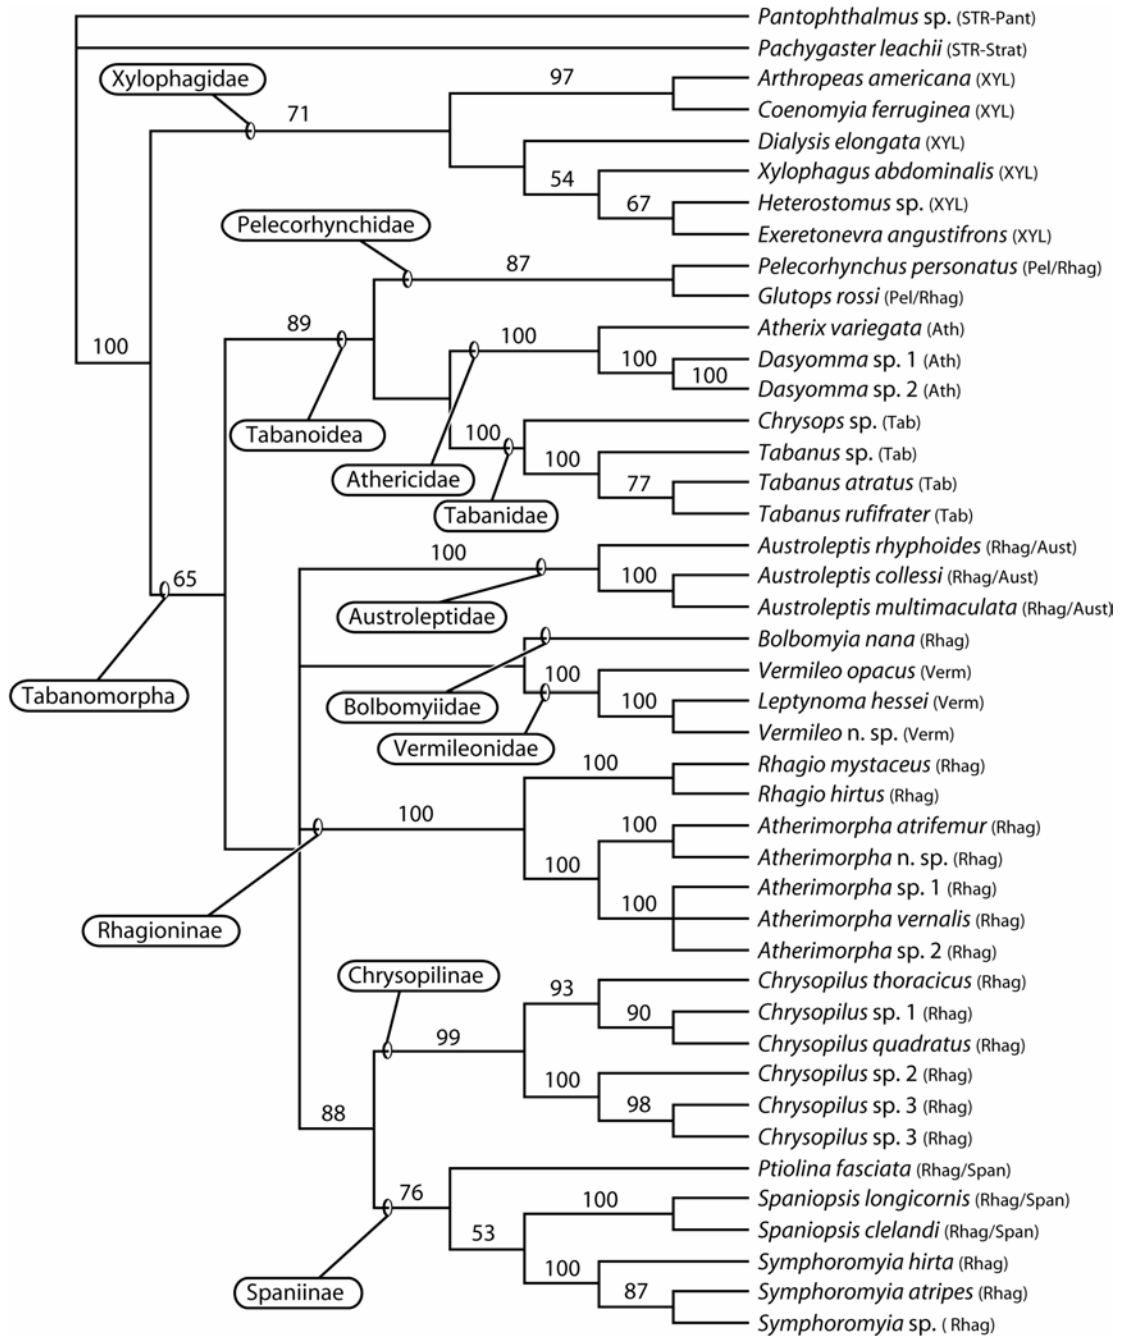 Pantophthalmus sp. (STR-Pant)
Pachygaster leachii (STR-Strat)
Xylophagidae
97
Arthropeas americana (XYL)
71
Coenomyia ferruginea (XYL)
Dialysis elongata (XYL)
54
Xylophagus abdominalis (XYL)
67
Heterostomus sp. (XYL)
Pelecorhynchidae
Exeretonevra angustifrons (XYL)
87
Pelecorhynchus personatus (Pel/Rhag)
Glutops rossi (Pel/Rhag)
89
100
Atherix variegata (Ath)
100
100
Dasyomma sp. 1 (Ath)
100
Dasyomma sp. 2 (Ath)
Tabanoidea
100
Chrysops sp. (Tab)
100
Tabanus sp. (Tab)
Athericidae
77
Tabanus atratus (Tab)
Tabanidae
Tabanus rufifrater (Tab)
100
Austroleptis rhyphoides (Rhag/Aust)
65
100
Austroleptis collessi (Rhag/Aust)
Austroleptidae
Austroleptis multimaculata (Rhag/Aust)
Bolbomyia nana (Rhag)
Tabanomorpha
100
Vermileo opacus (Verm)
Bolbomyiidae
100
Leptynoma hessei (Verm)
Vermileonidae
Vermileo n. sp. (Verm)
100
Rhagio mystaceus (Rhag)
Rhagio hirtus (Rhag)
100
100
Atherimorpha atrifemur (Rhag)
100
Atherimorpha n. sp. (Rhag)
100
Atherimorpha sp. 1 (Rhag)
Rhagioninae
Atherimorpha vernalis (Rhag)
Atherimorpha sp. 2 (Rhag)
Chrysopilinae
93
Chrysopilus thoracicus (Rhag)
90
Chrysopilus sp. 1 (Rhag)
99
Chrysopilus quadratus (Rhag)
100
Chrysopilus sp. 2 (Rhag)
88
98
Chrysopilus sp. 3 (Rhag)
Chrysopilus sp. 3 (Rhag)
Ptiolina fasciata (Rhag/Span)
76
100
Spaniopsis longicornis (Rhag/Span)
53
Spaniopsis clelandi (Rhag/Span)
100
Symphoromyia hirta (Rhag)
Spaniinae
87
Symphoromyia atripes (Rhag)
Symphoromyia sp. ( Rhag)